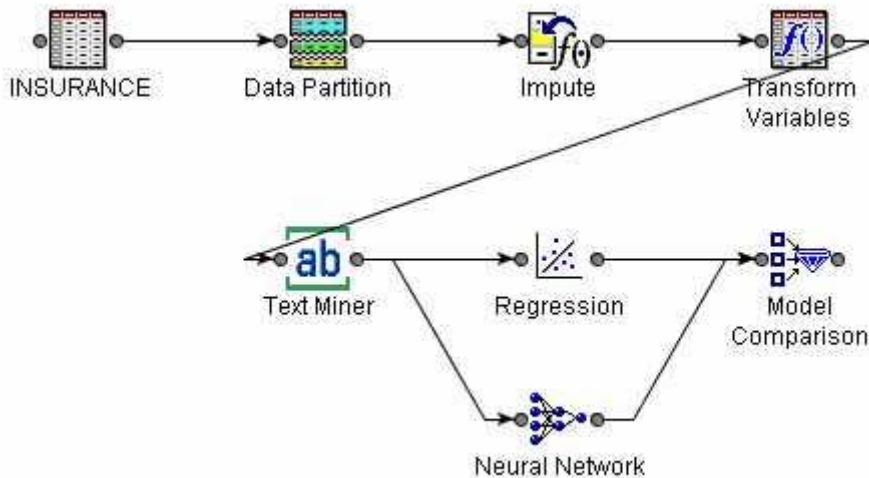 INSURANCE
Data Partition
Impute
Transform
Variables
ab
Text Miner
Regression
Model
Comparison
Neural Network